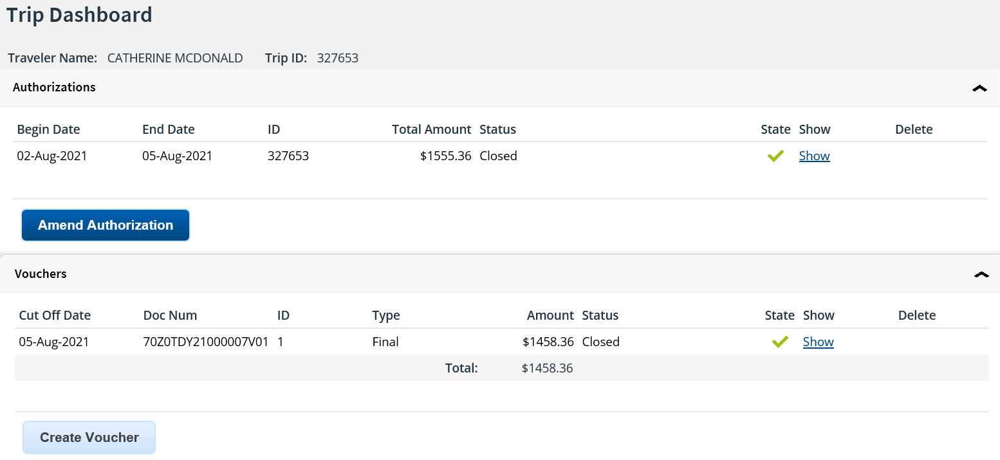 Trip Dashboard
Traveler Name: CATHERINE MCDONALD Trip ID: 327653
Authorizations
Begin Date End Date ID Total Amount Status State Show Delete
02-Aug-2021 05-Aug-2021 327653 $1555.36 Closed Show
Amend Authorization
Vouchers
Cut Off Date Doc Num ID Type Amount Status State Show Delete
05-Aug-2021 70Z0TDY21000007V01 1 Final $1458.36 Closed Show
Total: $1458.36
Create Voucher